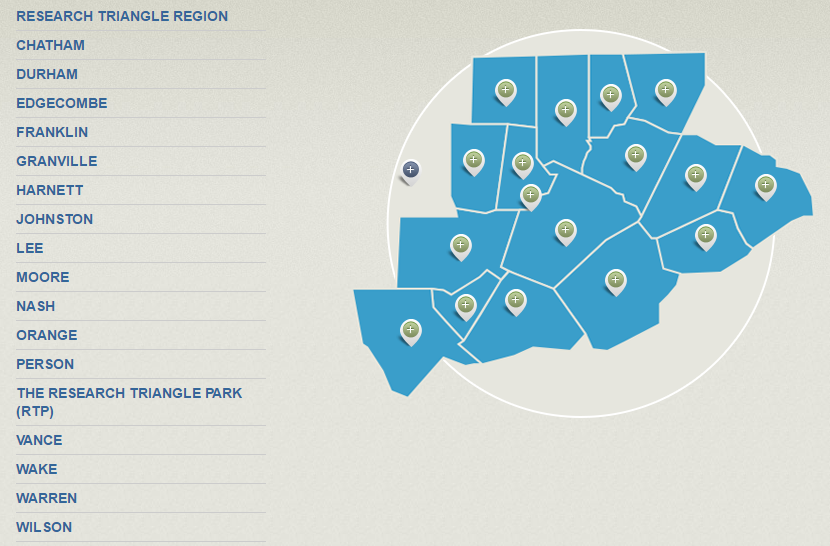 RESEARCH TRIANGLE REGION
CHATHAM
DURHAM
EDGECOMBE
FRANKLIN
GRANVILLE
HARNETT
JOHNSTON
LEE
MOORE
NASH
ORANGE
PERSON
THE RESEARCH TRIANGLE PARK
(RTP)
VANCE
WAKE
WARREN
WILSON